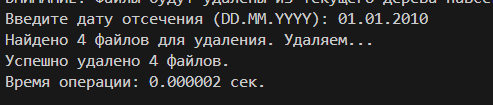 ВНИМАНИЕ: Файлы будут удалены из текущего дерева
Введите дату отсечения (DD.MM.YYYY): 01.01.2010
Найдено 4 файлов для удаления. Удаляем...
Успешно удалено 4 файлов.
Время операции: 0.000002 сек.